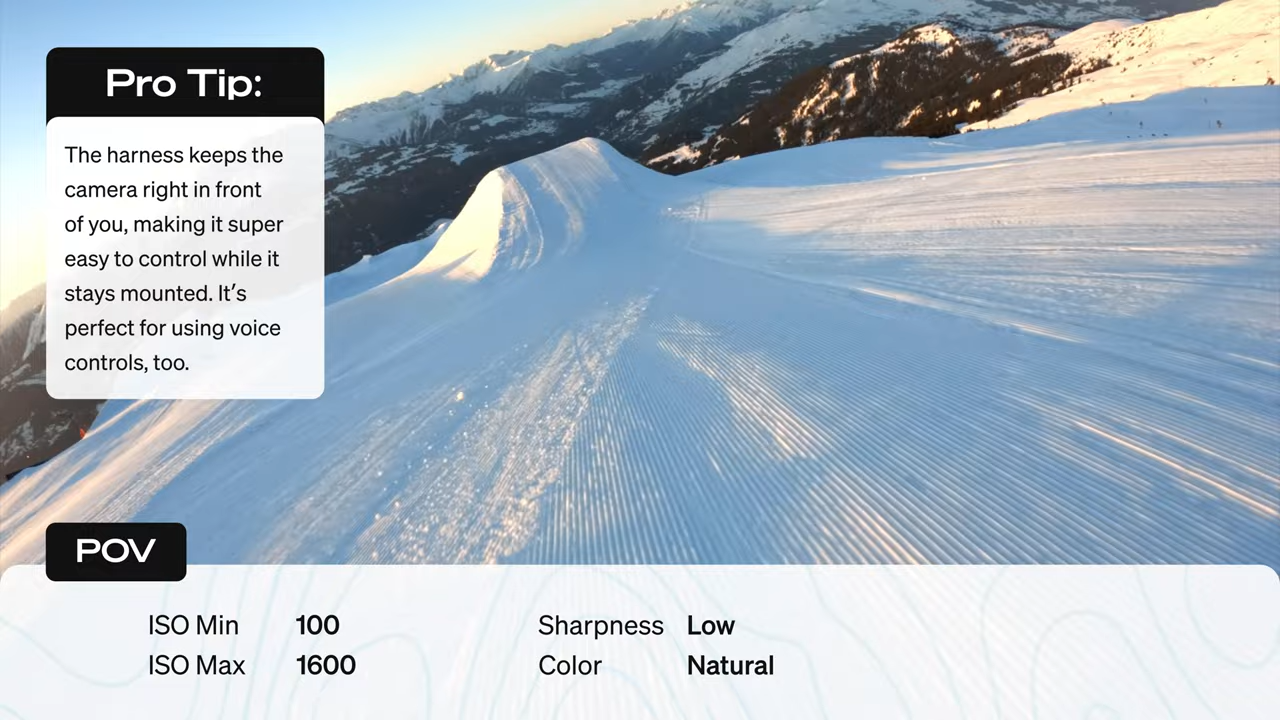 Pro Tip:
The harness keeps the
camera right in front
of you, making it super
easy to control while it
stays mounted. It's
perfect for using voice
controls, too.
POV
ISO Min 100
ISO Max 1600
Sharpness Low
Color Natural